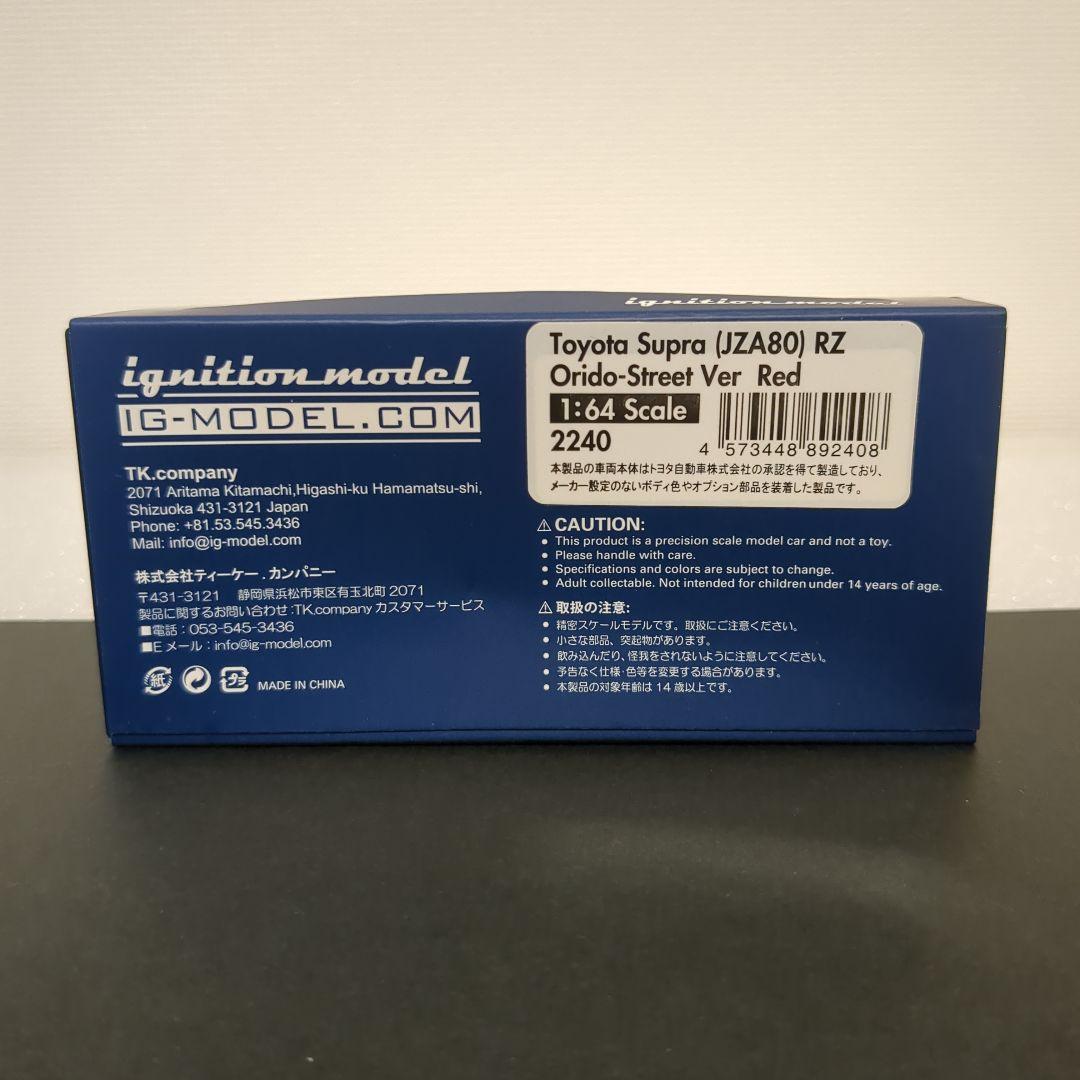 ignition model
ignition model
IG-MODEL.COM
TK.company
2071 Aritama Kitamachi,Higashi-ku Hamamatsu-shi,
Shizuoka 431-3121 Japan
Phone: +81.53.545.3436
Mail: info@ig-model.com
株式会社ティーケー.カンパニー
〒431-3121 静岡県浜松市東区有玉北町2071
製品に関するお問い合わせ:TK.company カスタマーサービス
■電話:053-545-3436
■Eメール:info@ig-model.com
紙 プラ MADE IN CHINA
Toyota Supra (JZA80) RZ
Orido-Street Ver Red
1:64 Scale
2240
4 573448 892408
本製品の車両本体はトヨタ自動車株式会社の承認を得て製造しており、
メーカー設定のないボディ色やオプション部品を装着した製品です。
⚠ CAUTION:
• This product is a precision scale model car and not a toy.
• Please handle with care.
• Specifications and colors are subject to change.
• Adult collectable. Not intended for children under 14 years of age.
⚠ 取扱の注意:
• 精密スケールモデルです。取扱にご注意ください。
• 小さな部品、突起物があります。
• 飲み込んだり、怪我をされないように注意してください。
• 予告なく仕様・色等を変更する場合があります。
• 本製品の対象年齢は14歳以上です。